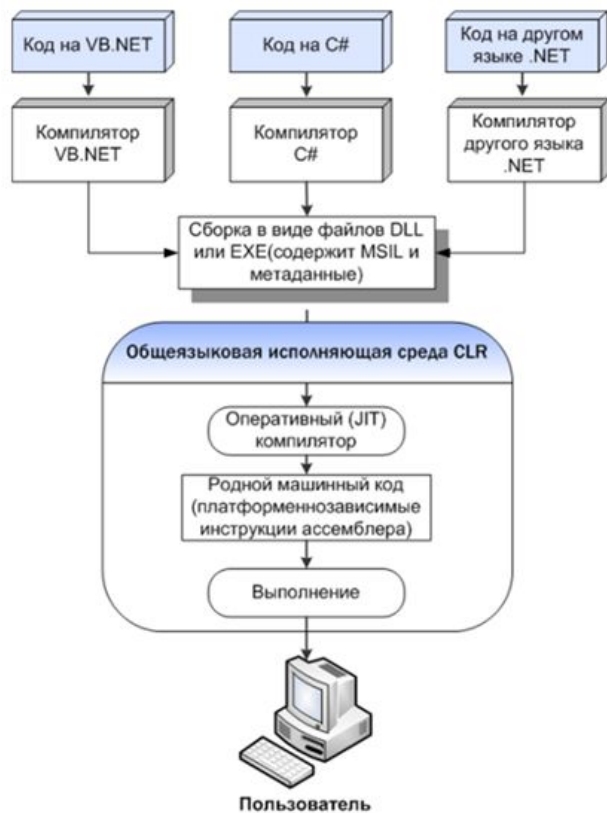 Код на VB.NET
Код на C#
Код на другом
языке .NET
Компилятор
VB.NET
Компилятор
C#
Компилятор
другого языка
.NET
Сборка в виде файлов DLL
или EXE(содержит MSIL и
метаданные)
Общеязыковая исполняющая среда CLR
Оперативный (JIT)
компилятор
Родной машинный код
(платформеннозависимые
инструкции ассемблера)
Выполнение
Пользователь